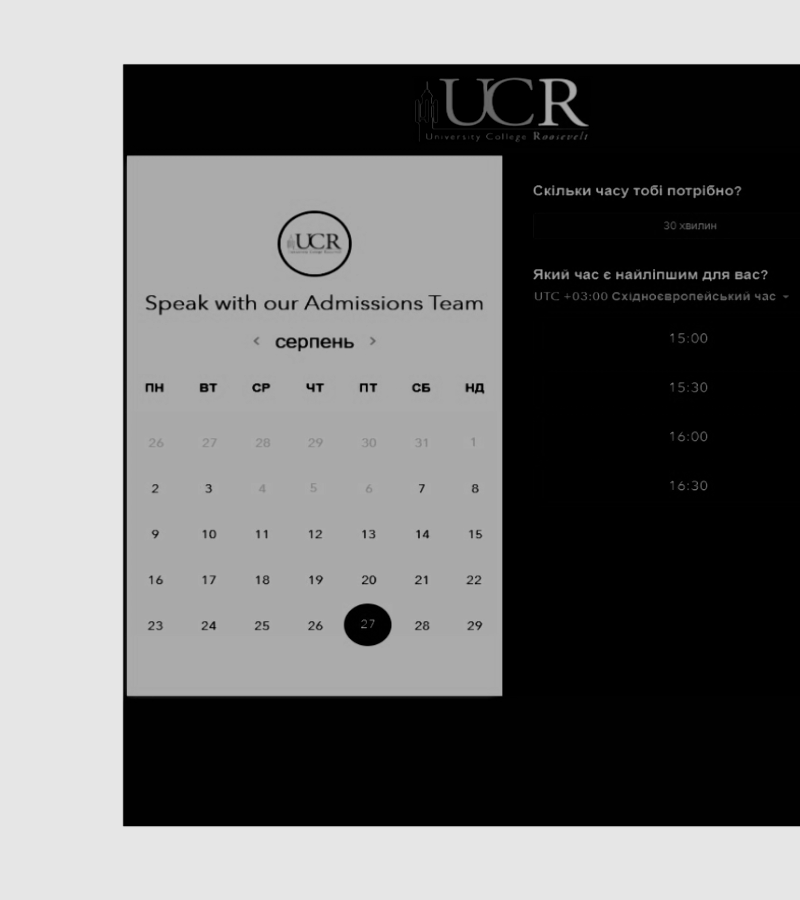 UCR
University College Roosevelt
UCR
Speak with our Admissions Team
‹ серпень ›
ПН ВТ СР ЧТ ПТ СБ НД
26 27 28 29 30 31 1
2 3 4 5 6 7 8
9 10 11 12 13 14 15
16 17 18 19 20 21 22
23 24 25 26 27 28 29
Скільки часу тобі потрібно?
30 хвилин
Який час є найліпшим для вас?
UTC +03:00 Східноєвропейський час
15:00
15:30
16:00
16:30